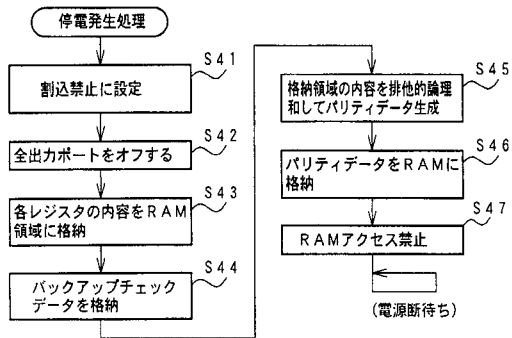 停電発生処理
S41
割込禁止に設定
S42
全出力ポートをオフする
S43
各レジスタの内容をRAM
領域に格納
S44
バックアップチェック
データを格納
S45
格納領域の内容を排他的論理
和してパリティデータ生成
S46
パリティデータをRAMに
格納
S47
RAMアクセス禁止
(電源断待ち)